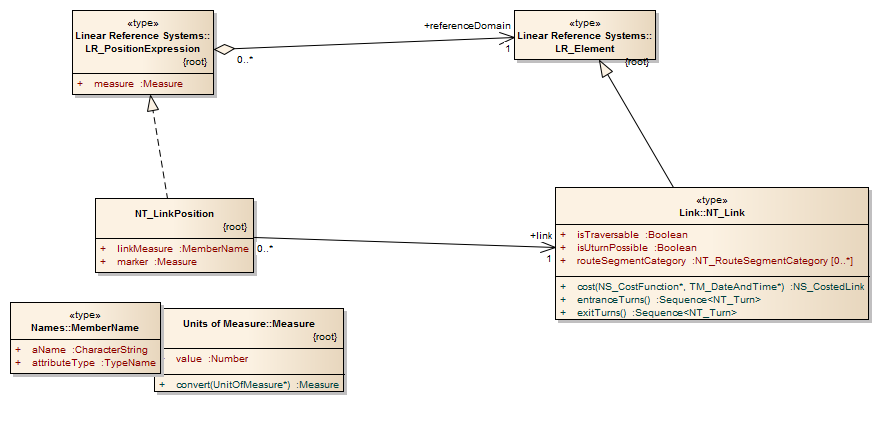 «type»
Linear Reference Systems::
LR_PositionExpression
{root}
+ measure :Measure
0..*
+referenceDomain
1
«type»
Linear Reference Systems::
LR_Element
{root}
NT_LinkPosition
{root}
+ linkMeasure :MemberName
+ marker :Measure
0..*
+link
1
«type»
Link::NT_Link
+ isTraversable :Boolean
+ isUturnPossible :Boolean
+ routeSegmentCategory :NT_RouteSegmentCategory [0..*]
+ cost(NS_CostFunction*, TM_DateAndTime*) :NS_CostedLink
+ entranceTurns() :Sequence<NT_Turn>
+ exitTurns() :Sequence<NT_Turn>
«type»
Names::MemberName
+ aName :CharacterString
+ attributeType :TypeName
Units of Measure::Measure
{root}
value :Number
+ convert(UnitOfMeasure*) :Measure